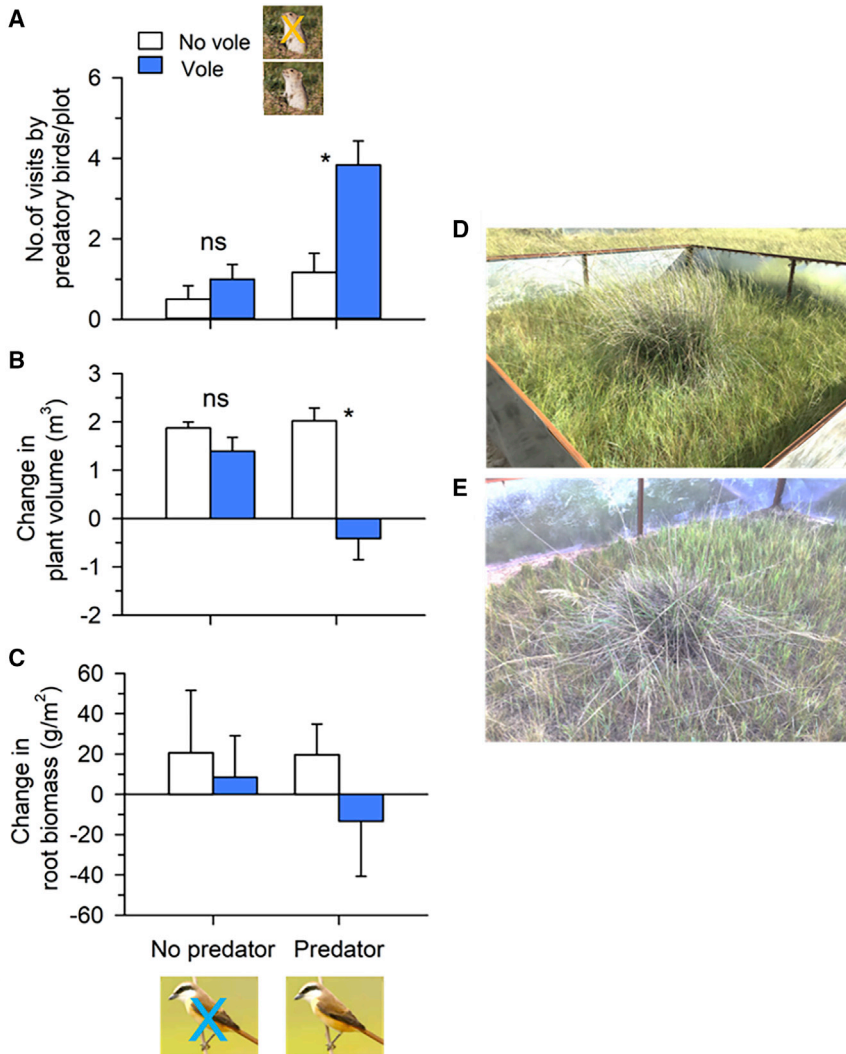 A
No vole
Vole
6
4
2
0
No.of visits by
predatory birds/plot
ns
*
B
3
2
1
0
-1
-2
Change in
plant volume (m³)
ns
*
C
60
40
20
0
-20
-40
-60
Change in
root biomass (g/m²)
No predator
Predator
D
E